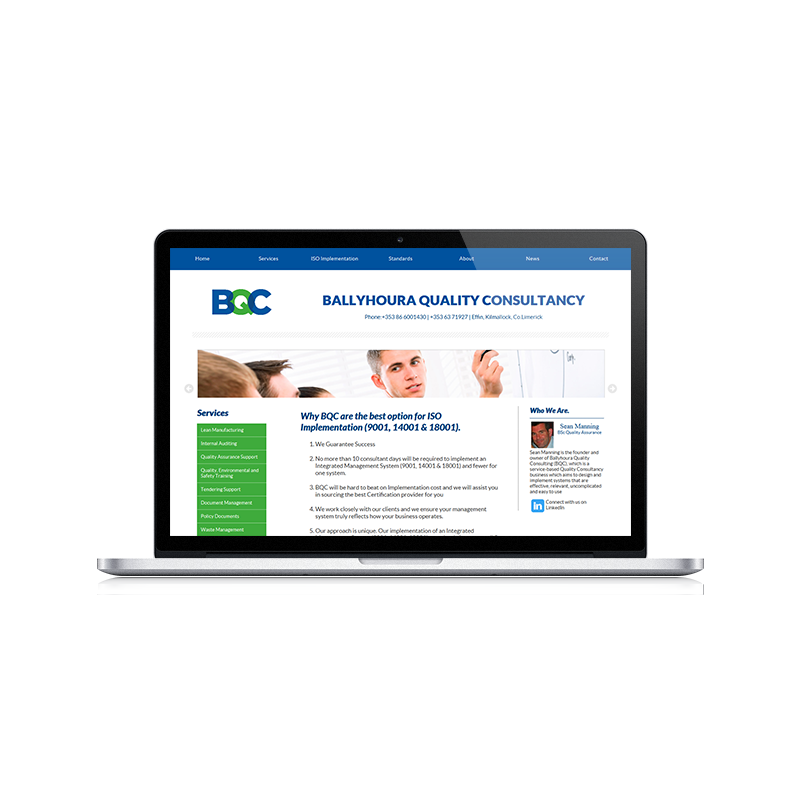 Home Services ISO Implementation Standards About News Contact
BQC
BALLYHOURA QUALITY CONSULTANCY
Phone:+353 86 6001430 | +353 63 71927 | Effin, Kilmallock, Co.Limerick
Services
Lean Manufacturing
Internal Auditing
Quality Assurance Support
Quality, Environmental and
Safety Training
Tendering Support
Document Management
Policy Documents
Waste Management
Why BQC are the best option for ISO
Implementation (9001, 14001 & 18001).
1. We Guarantee Success
2. No more than 10 consultant days will be required to implement an
Integrated Management System (9001, 14001 & 18001) and fewer for
one system.
3. BQC will be hard to beat on Implementation cost and we will assist you
in sourcing the best Certification provider for you
4. We work closely with our clients and we ensure your management
system truly reflects how your business operates.
5. Our approach is unique. Our implementation of an Integrated
Who We Are.
Sean Manning
BSc Quality Assurance
Sean Manning is the founder and
owner of Ballyhoura Quality
Consulting (BQC), which is a
service-based Quality Consultancy
business which aims to design and
implement systems that are
effective, relevant, uncomplicated
and easy to use
in
Connect with us on
LinkedIn